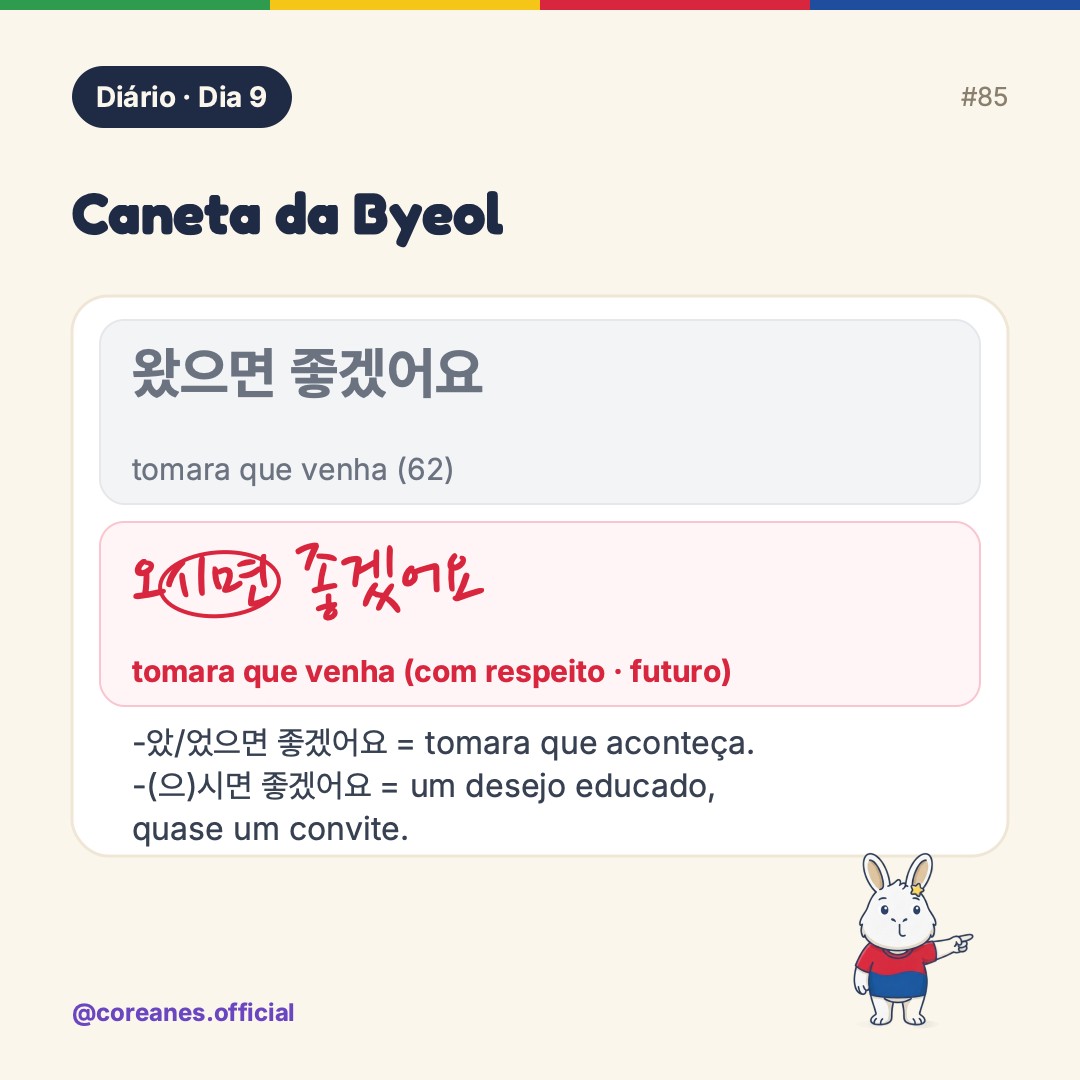 Diário · Dia 9
#85
Caneta da Byeol
왔으면 좋겠어요
tomara que venha (62)
오시면 좋겠어요
tomara que venha (com respeito · futuro)
-았/었으면 좋겠어요 = tomara que aconteça.
-(으)시면 좋겠어요 = um desejo educado,
quase um convite.
@coreanes.official